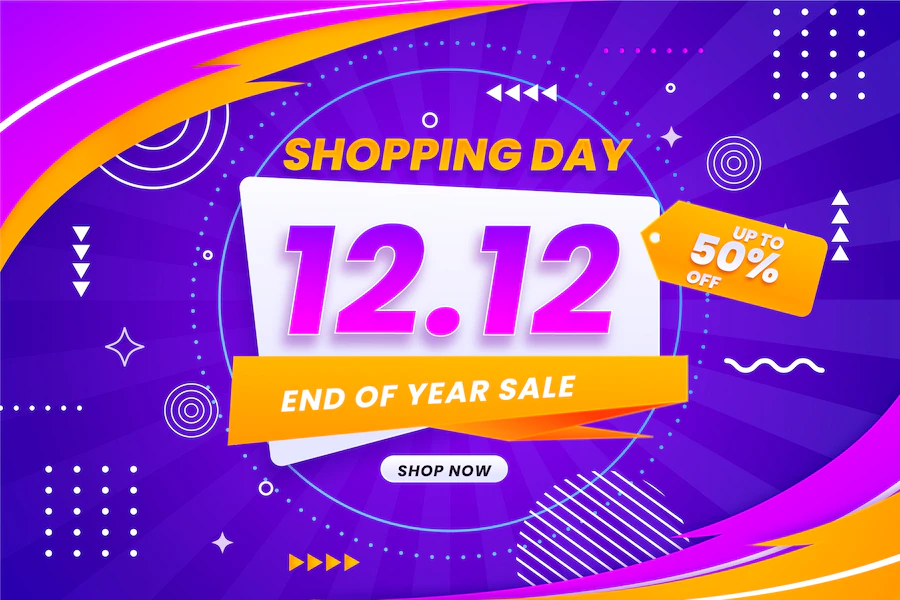 SHOPPING DAY
12.12
UP TO
50%
OFF
END OF YEAR SALE
SHOP NOW